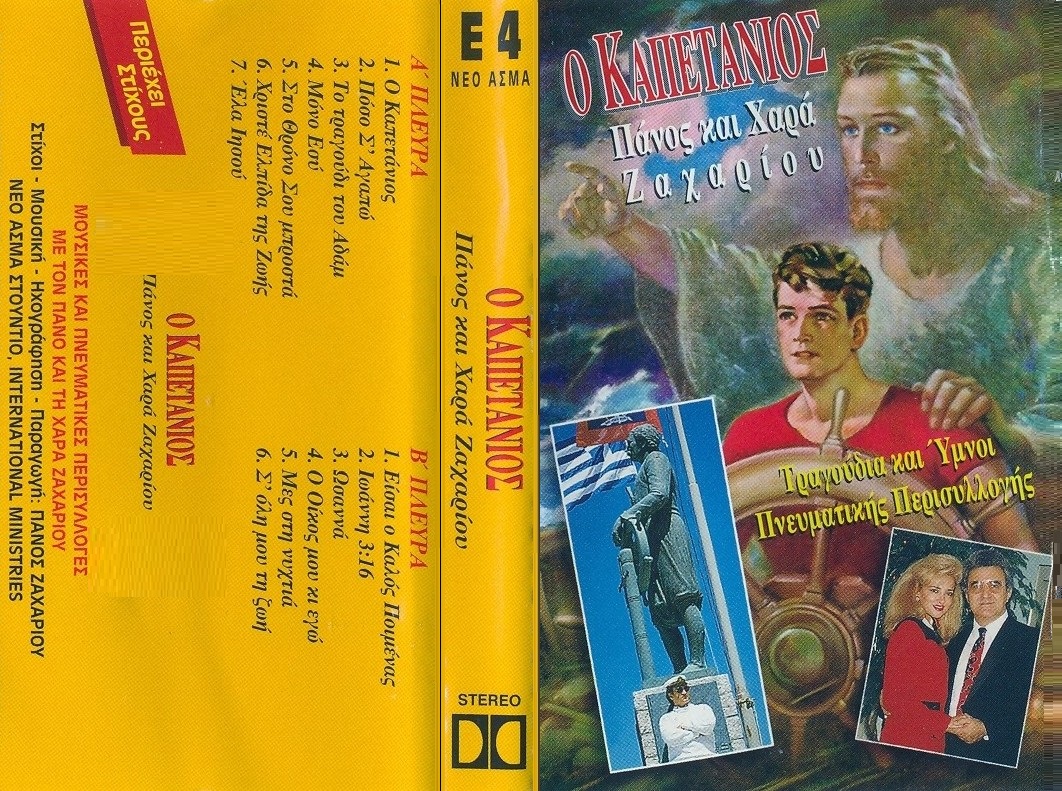 Ο ΚΑΠΕΤΑΝΙΟΣ
Πάνος και Χαρά
Ζαχαρίου
Τραγούδια και Ύμνοι
Πνευματικής Περισυλλογής
Ε 4
ΝΕΟ ΑΣΜΑ
Πάνος και Χαρά Ζαχαρίου
Ο ΚΑΠΕΤΑΝΙΟΣ
STEREO
Περιέχει
Στίχους
Α΄ ΠΛΕΥΡΑ
1. Ο Καπετάνιος
2. Πόσο Σ' Αγαπώ
3. Το τραγούδι του Αδάμ
4. Μόνο Εσύ
5. Στο Θρόνο Σου μπροστά
6. Χριστέ Ελπίδα της Ζωής
7. Έλα Ιησού
Β΄ ΠΛΕΥΡΑ
1. Είσαι ο Καλός Ποιμένας
2. Ιωάννη 3:16
3. Ωσαννά
4. Ο Οίκος μου κι εγώ
5. Μες στη νυχτιά
6. Σ' όλη μου τη ζωή
Ο ΚΑΠΕΤΑΝΙΟΣ
Πάνος και Χαρά Ζαχαρίου
ΜΟΥΣΙΚΕΣ ΚΑΙ ΠΝΕΥΜΑΤΙΚΕΣ ΠΕΡΙΣΥΛΛΟΓΕΣ
ΜΕ ΤΟΝ ΠΑΝΟ ΚΑΙ ΤΗ ΧΑΡΑ ΖΑΧΑΡΙΟΥ
Στίχοι - Μουσική - Ηχογράφηση - Παραγωγή: ΠΑΝΟΣ ΖΑΧΑΡΙΟΥ
ΝΕΟ ΑΣΜΑ ΣΤΟΥΝΤΙΟ, INTERNATIONAL MINISTRIES